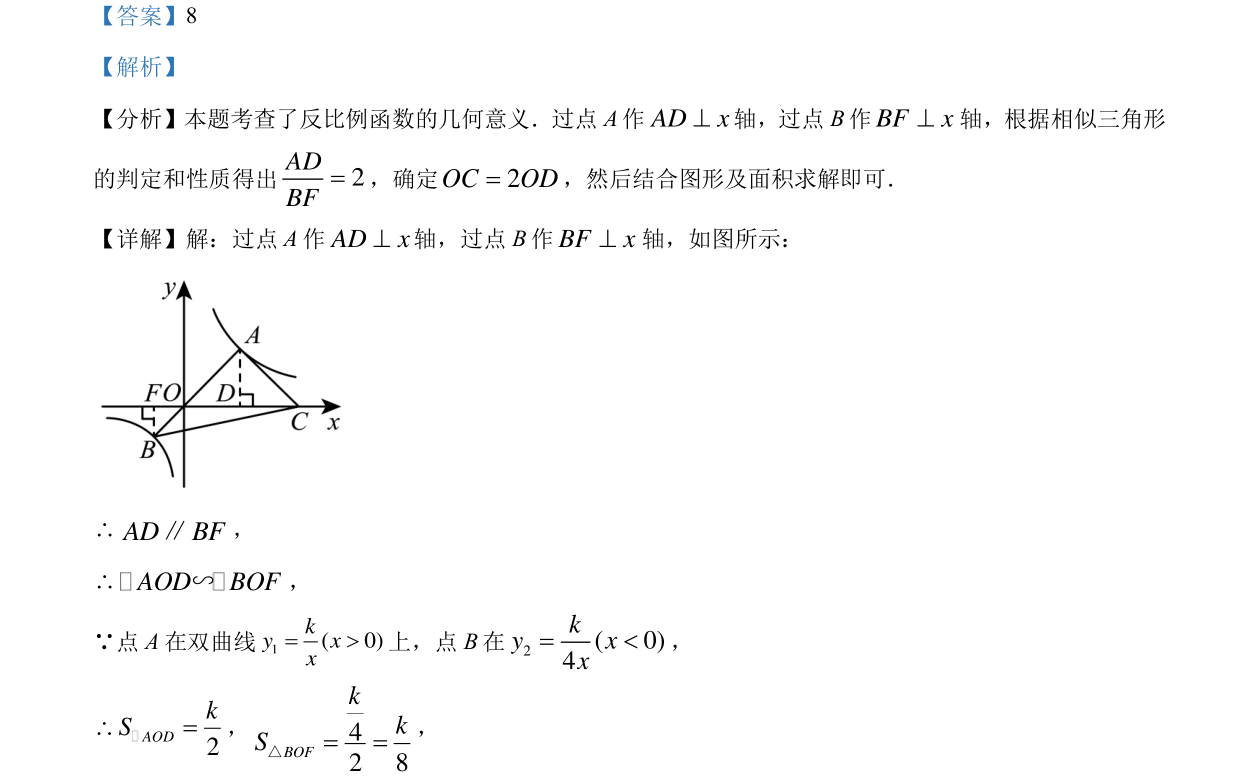 【答案】8
【解析】
【分析】本题考查了反比例函数的几何意义．过点 A 作 AD ⊥ x 轴，过点 B 作 BF ⊥ x 轴，根据相似三角形
的判定和性质得出 AD/BF = 2，确定 OC = 2OD，然后结合图形及面积求解即可．
【详解】解：过点 A 作 AD ⊥ x 轴，过点 B 作 BF ⊥ x 轴，如图所示：
y
A
F O D
C x
B
∴ AD ∥ BF，
∴ □AOD∽□BOF，
∵点 A 在双曲线 y₁ = k/x (x > 0) 上，点 B 在 y₂ = k/4x (x < 0)，
∴ S□AOD = k/2，S△BOF = (k/4)/2 = k/8，